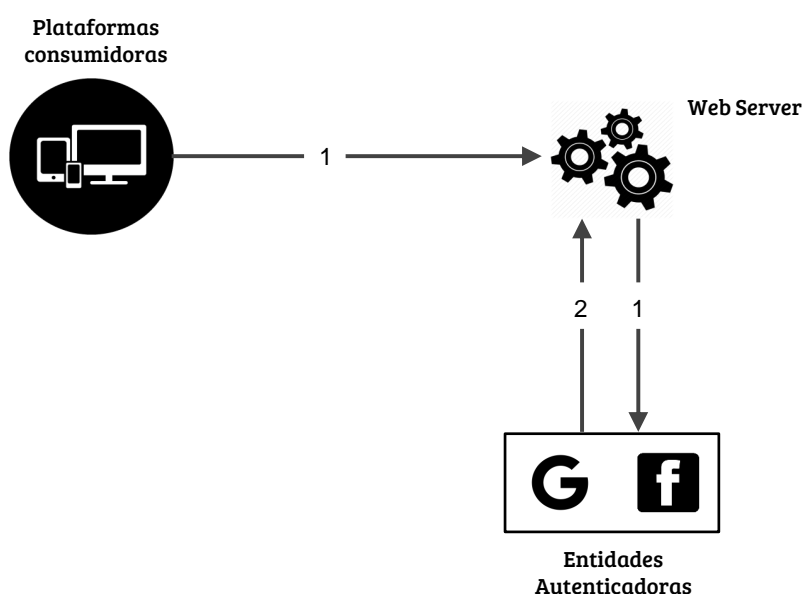 Plataformas
consumidoras
Web Server
1
2 1
G f
Entidades
Autenticadoras